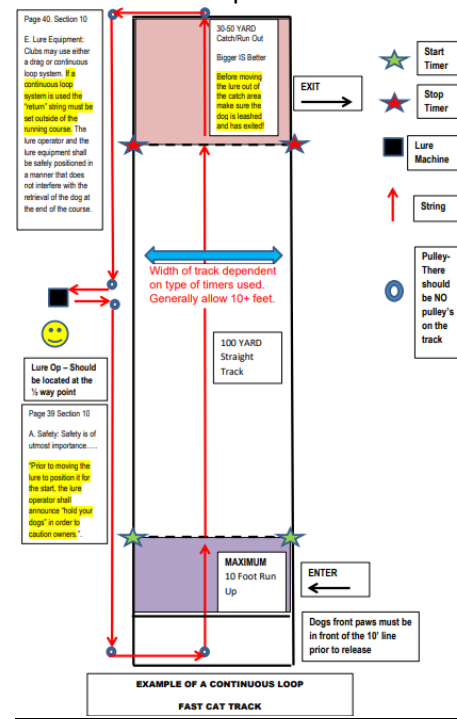 Page 40. Section 10
E. Lure Equipment:
Clubs may use either
a drag or continuous
loop system. If a
continuous loop
system is used the
"return" string must be
set outside of the
running course. The
lure operator and the
lure equipment shall
be safely positioned in
a manner that does
not interfere with the
retrieval of the dog at
the end of the course.
30-50 YARD
Catch/Run Out
Bigger IS Better
Before moving
the lure out of
the catch area
make sure the
dog is leashed
and has exited!
EXIT
Start
Timer
Stop
Timer
Lure
Machine
String
Pulley-
There
should
be NO
pulley's
on the
track
Width of track dependent
on type of timers used.
Generally allow 10+ feet.
100 YARD
Straight
Track
Lure Op – Should
be located at the
½ way point
Page 39 Section 10
A. Safety: Safety is of
utmost importance.....
"Prior to moving the
lure to position it for
the start, the lure
operator shall
announce "hold your
dogs" in order to
caution owners.".
MAXIMUM
10 Foot Run
Up
ENTER
Dogs front paws must be
in front of the 10' line
prior to release
EXAMPLE OF A CONTINUOUS LOOP
FAST CAT TRACK